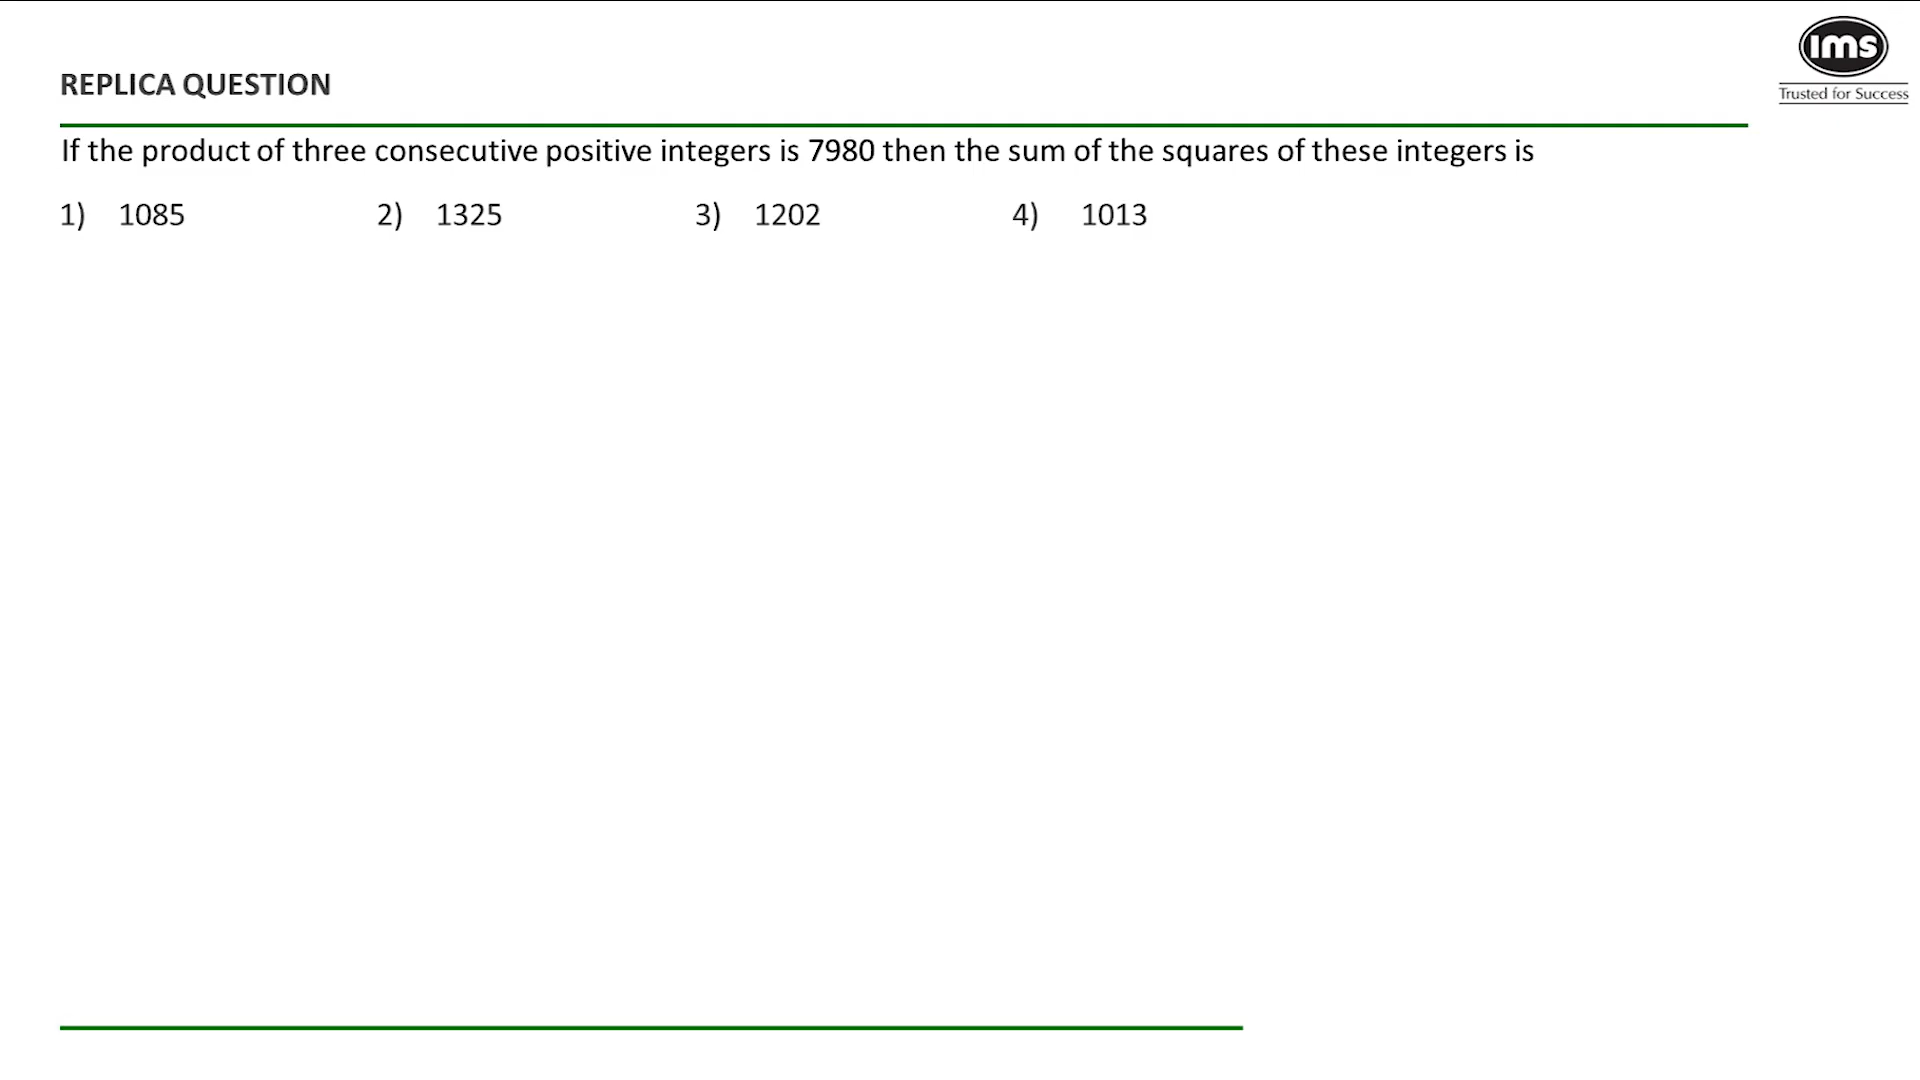 ims
Trusted for Success
REPLICA QUESTION
If the product of three consecutive positive integers is 7980 then the sum of the squares of these integers is
1) 1085 2) 1325 3) 1202 4) 1013